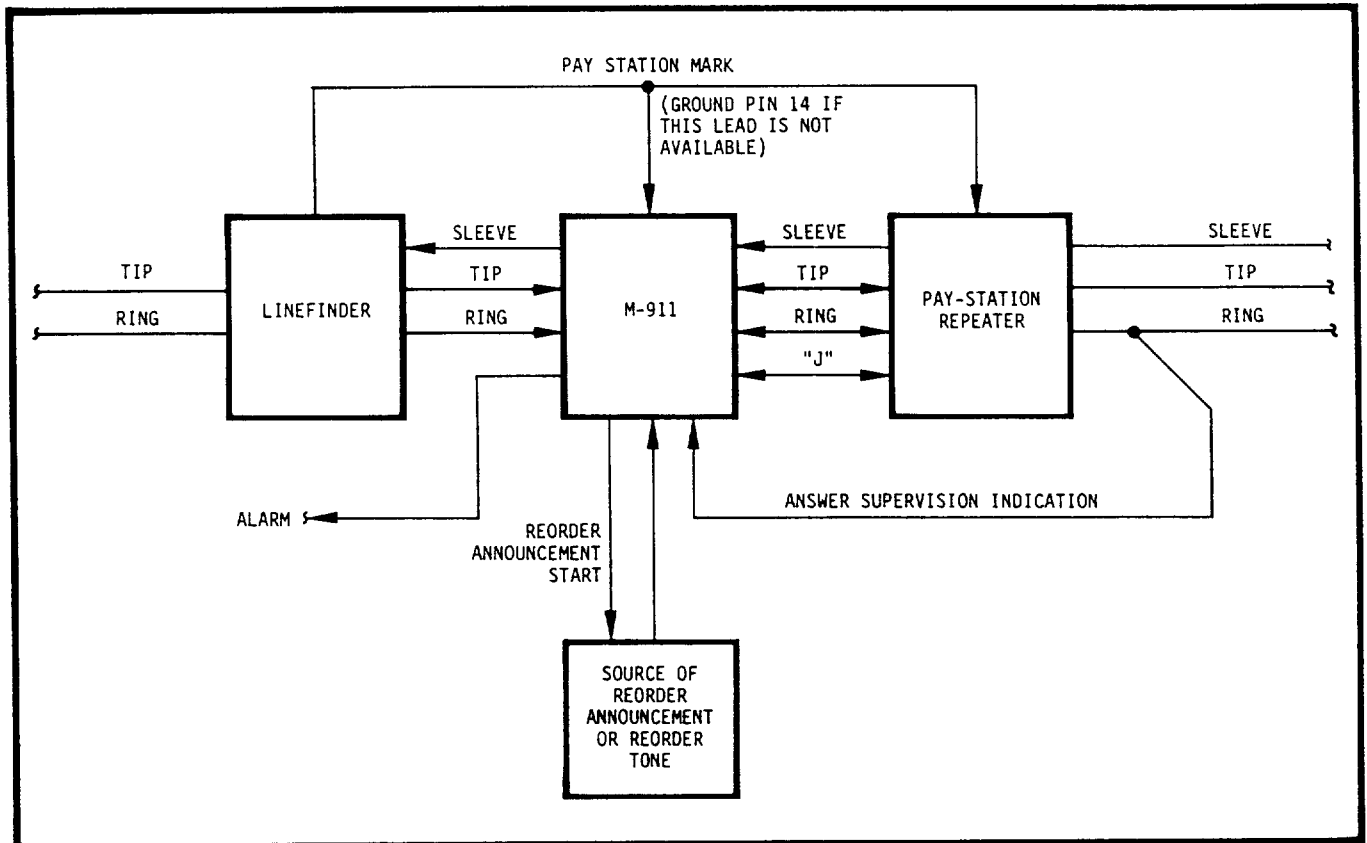 PAY STATION MARK
(GROUND PIN 14 IF
THIS LEAD IS NOT
AVAILABLE)
SLEEVE
SLEEVE
SLEEVE
TIP
TIP
TIP
TIP
LINEFINDER
M-911
PAY-STATION
REPEATER
RING
RING
RING
RING
"J"
ANSWER SUPERVISION INDICATION
ALARM
REORDER
ANNOUNCEMENT
START
SOURCE OF
REORDER
ANNOUNCEMENT
OR REORDER
TONE